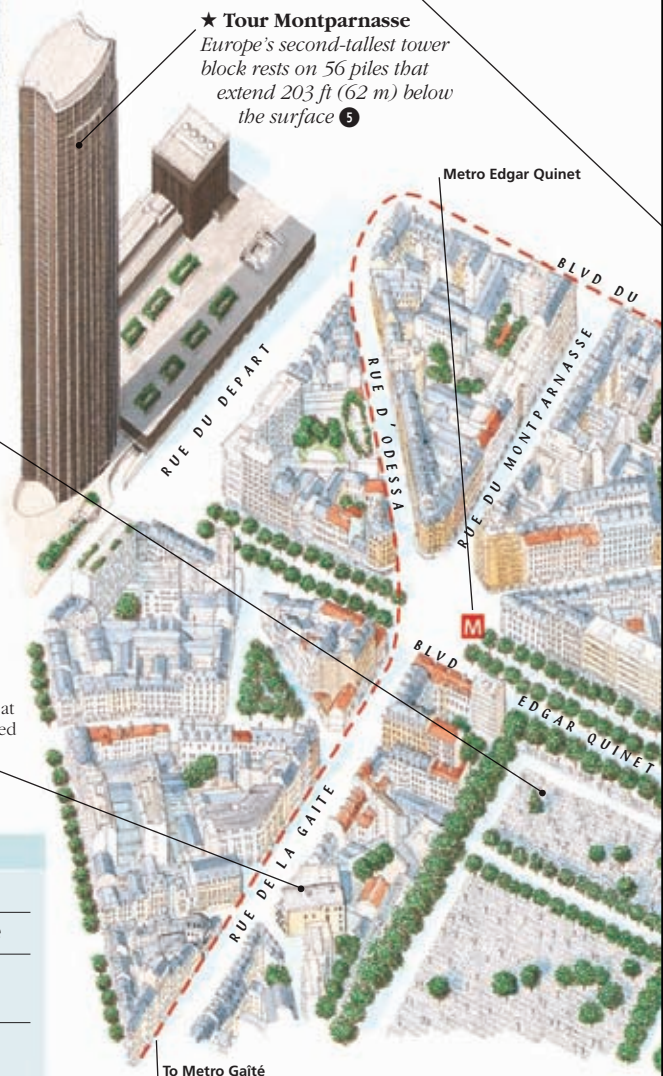 ★ Tour Montparnasse
Europe's second-tallest tower
block rests on 56 piles that
extend 203 ft (62 m) below
the surface 5
Metro Edgar Quinet
BLVD DU
RUE DU DEPART
RUE D'ODESSA
RUE DU MONTPARNASSE
M
BLVD
EDGAR QUINET
at
ed
RUE DE LA GAITE
To Metro Gaîté